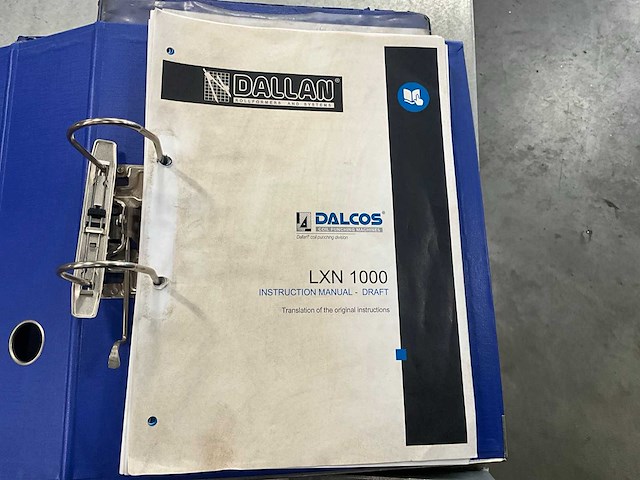 DALLAN®
ROLLFORMERS AND SYSTEMS
DALCOS®
COIL PUNCHING MACHINES
Dallan® coil punching division
LXN 1000
INSTRUCTION MANUAL - DRAFT
Translation of the original instructions